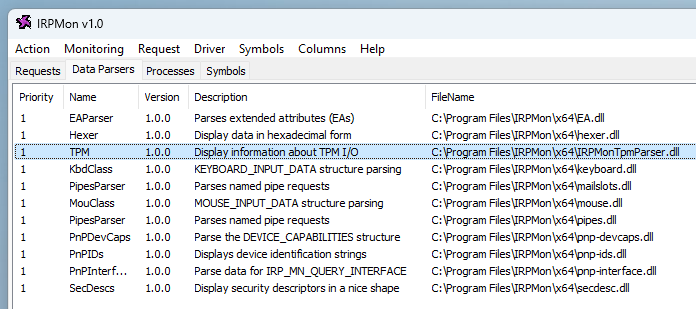 IRPMon v1.0
Action Monitoring Request Driver Symbols Columns Help
Requests Data Parsers Processes Symbols
Priority Name Version Description FileName
1 EAParser 1.0.0 Parses extended attributes (EAs) C:\Program Files\IRPMon\x64\EA.dll
1 Hexer 1.0.0 Display data in hexadecimal form C:\Program Files\IRPMon\x64\hexer.dll
1 TPM 1.0.0 Display information about TPM I/O C:\Program Files\IRPMon\x64\IRPMonTpmParser.dll
1 KbdClass 1.0.0 KEYBOARD_INPUT_DATA structure parsing C:\Program Files\IRPMon\x64\keyboard.dll
1 PipesParser 1.0.0 Parses named pipe requests C:\Program Files\IRPMon\x64\mailslots.dll
1 MouClass 1.0.0 MOUSE_INPUT_DATA structure parsing C:\Program Files\IRPMon\x64\mouse.dll
1 PipesParser 1.0.0 Parses named pipe requests C:\Program Files\IRPMon\x64\pipes.dll
1 PnPDevCaps 1.0.0 Parse the DEVICE_CAPABILITIES structure C:\Program Files\IRPMon\x64\pnp-devcaps.dll
1 PnPIDs 1.0.0 Displays device identification strings C:\Program Files\IRPMon\x64\pnp-ids.dll
1 PnPInterf... 1.0.0 Parse data for IRP_MN_QUERY_INTERFACE C:\Program Files\IRPMon\x64\pnp-interface.dll
1 SecDescs 1.0.0 Display security descriptors in a nice shape C:\Program Files\IRPMon\x64\secdesc.dll